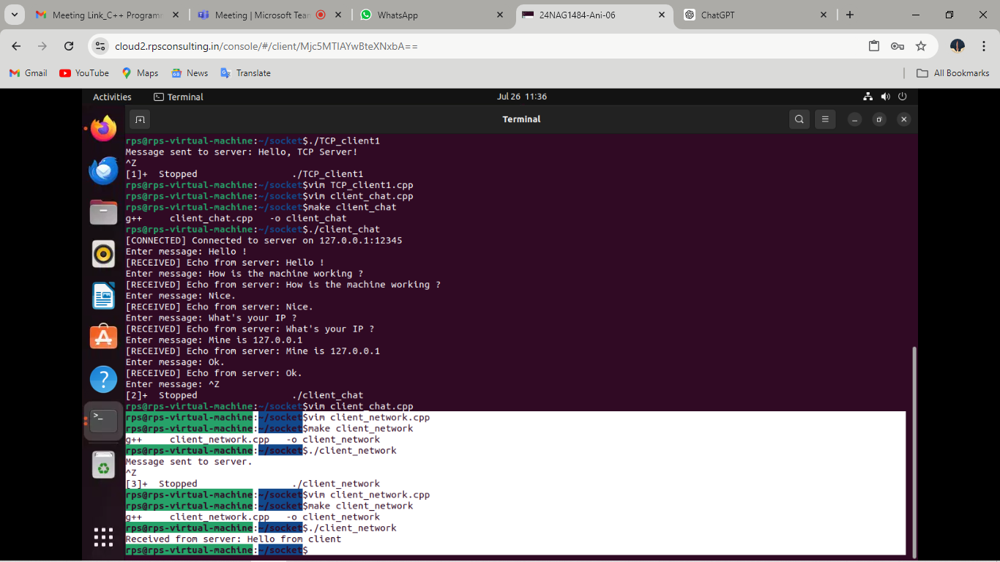 Meeting Link_C++ Program
Meeting | Microsoft Team
WhatsApp
24NAG1484-Ani-06
ChatGPT
cloud2.rpsconsulting.in/console/#/client/Mjc5MTIAYwBteXNxbA==
Gmail
YouTube
Maps
News
Translate
All Bookmarks
Activities
Terminal
Jul 26 11:36
Terminal
rps@rps-virtual-machine:~/socket$./TCP_client1
Message sent to server: Hello, TCP Server!
^Z
[1]+  Stopped                 ./TCP_client1
rps@rps-virtual-machine:~/socket$vim TCP_client1.cpp
rps@rps-virtual-machine:~/socket$vim client_chat.cpp
rps@rps-virtual-machine:~/socket$make client_chat
g++     client_chat.cpp   -o client_chat
rps@rps-virtual-machine:~/socket$./client_chat
[CONNECTED] Connected to server on 127.0.0.1:12345
Enter message: Hello !
[RECEIVED] Echo from server: Hello !
Enter message: How is the machine working ?
[RECEIVED] Echo from server: How is the machine working ?
Enter message: Nice.
[RECEIVED] Echo from server: Nice.
Enter message: What's your IP ?
[RECEIVED] Echo from server: What's your IP ?
Enter message: Mine is 127.0.0.1
[RECEIVED] Echo from server: Mine is 127.0.0.1
Enter message: Ok.
[RECEIVED] Echo from server: Ok.
Enter message: ^Z
[2]+  Stopped                 ./client_chat
rps@rps-virtual-machine:~/socket$vim client_chat.cpp
rps@rps-virtual-machine:~/socket$vim client_network.cpp
rps@rps-virtual-machine:~/socket$make client_network
g++     client_network.cpp   -o client_network
rps@rps-virtual-machine:~/socket$./client_network
Message sent to server.
^Z
[3]+  Stopped                 ./client_network
rps@rps-virtual-machine:~/socket$vim client_network.cpp
rps@rps-virtual-machine:~/socket$make client_network
g++     client_network.cpp   -o client_network
rps@rps-virtual-machine:~/socket$./client_network
Received from server: Hello from client
rps@rps-virtual-machine:~/socket$